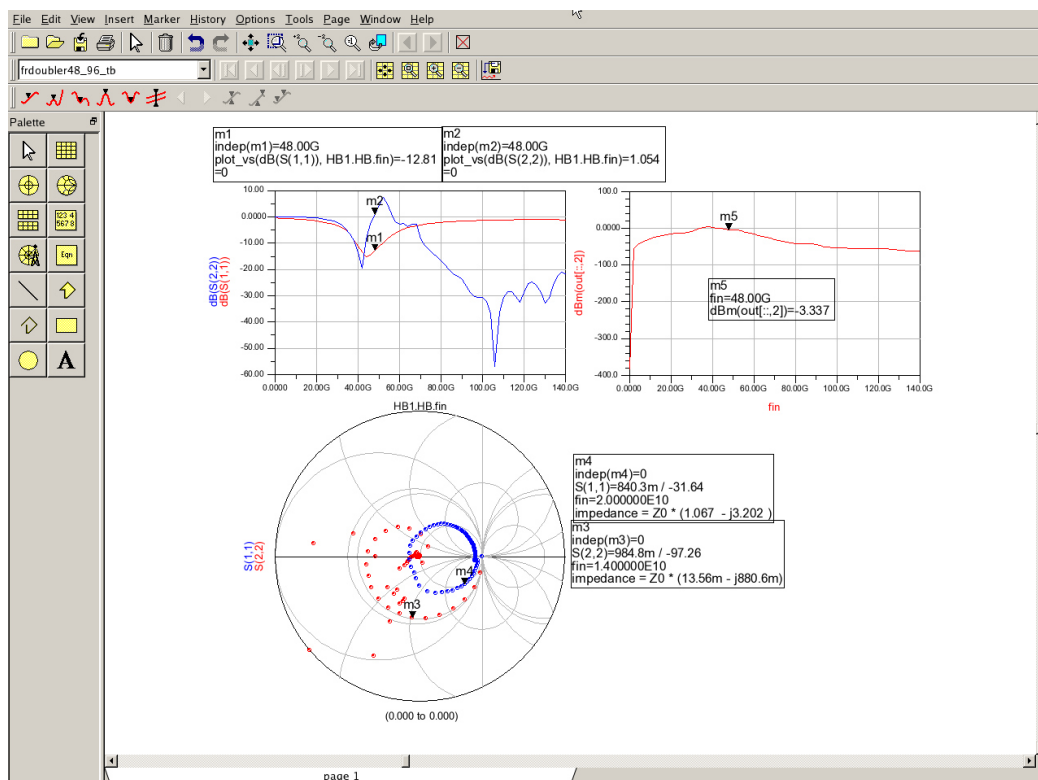 File Edit View Insert Marker History Options Tools Page Window Help
frdoubler48_96_tb
Palette
123 4
567 8
Eqn
A
m1
indep(m1)=48.00G
plot_vs(dB(S(1,1)), HB1.HB.fin)=-12.81
=0
m2
indep(m2)=48.00G
plot_vs(dB(S(2,2)), HB1.HB.fin)=1.054
=0
10.00
0.0000
-10.00
-20.00
-30.00
-40.00
-50.00
-60.00
dB(S(2,2))
dB(S(1,1))
m2
m1
0.0000 20.00G 40.00G 60.00G 80.00G 100.0G 120.0G 140.0G
HB1.HB.fin
100.0
0.0000
-100.0
-200.0
-300.0
-400.0
dBm(out[::,2])
m5
m5
fin=48.00G
dBm(out[::,2])=-3.337
0.0000 20.00G 40.00G 60.00G 80.00G 100.0G 120.0G 140.0G
fin
S(1,1)
S(2,2)
m4
m3
m4
indep(m4)=0
S(1,1)=840.3m / -31.64
fin=2.000000E10
impedance = Z0 * (1.067 - j3.202 )
m3
indep(m3)=0
S(2,2)=984.8m / -97.26
fin=1.400000E10
impedance = Z0 * (13.56m - j880.6m)
(0.000 to 0.000)
page 1